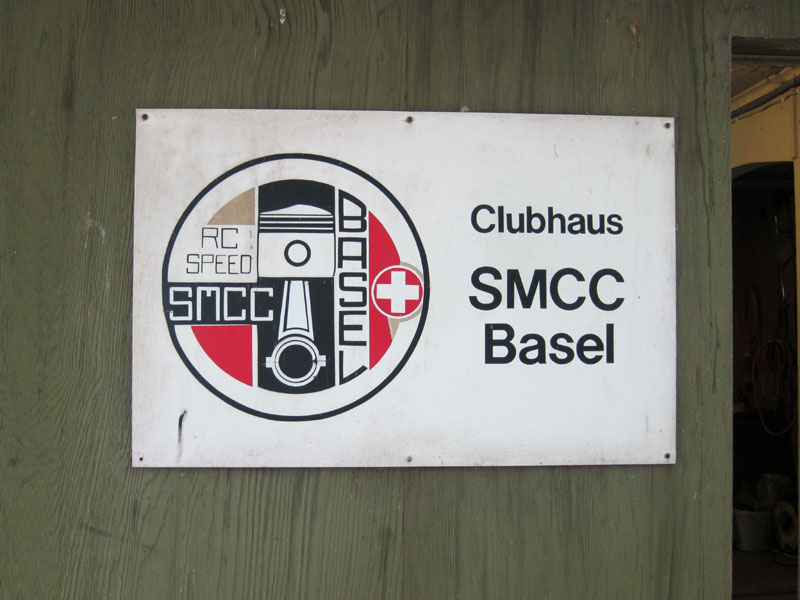 RC
SPEED
SMCC
BASEL
Clubhaus
SMCC
Basel